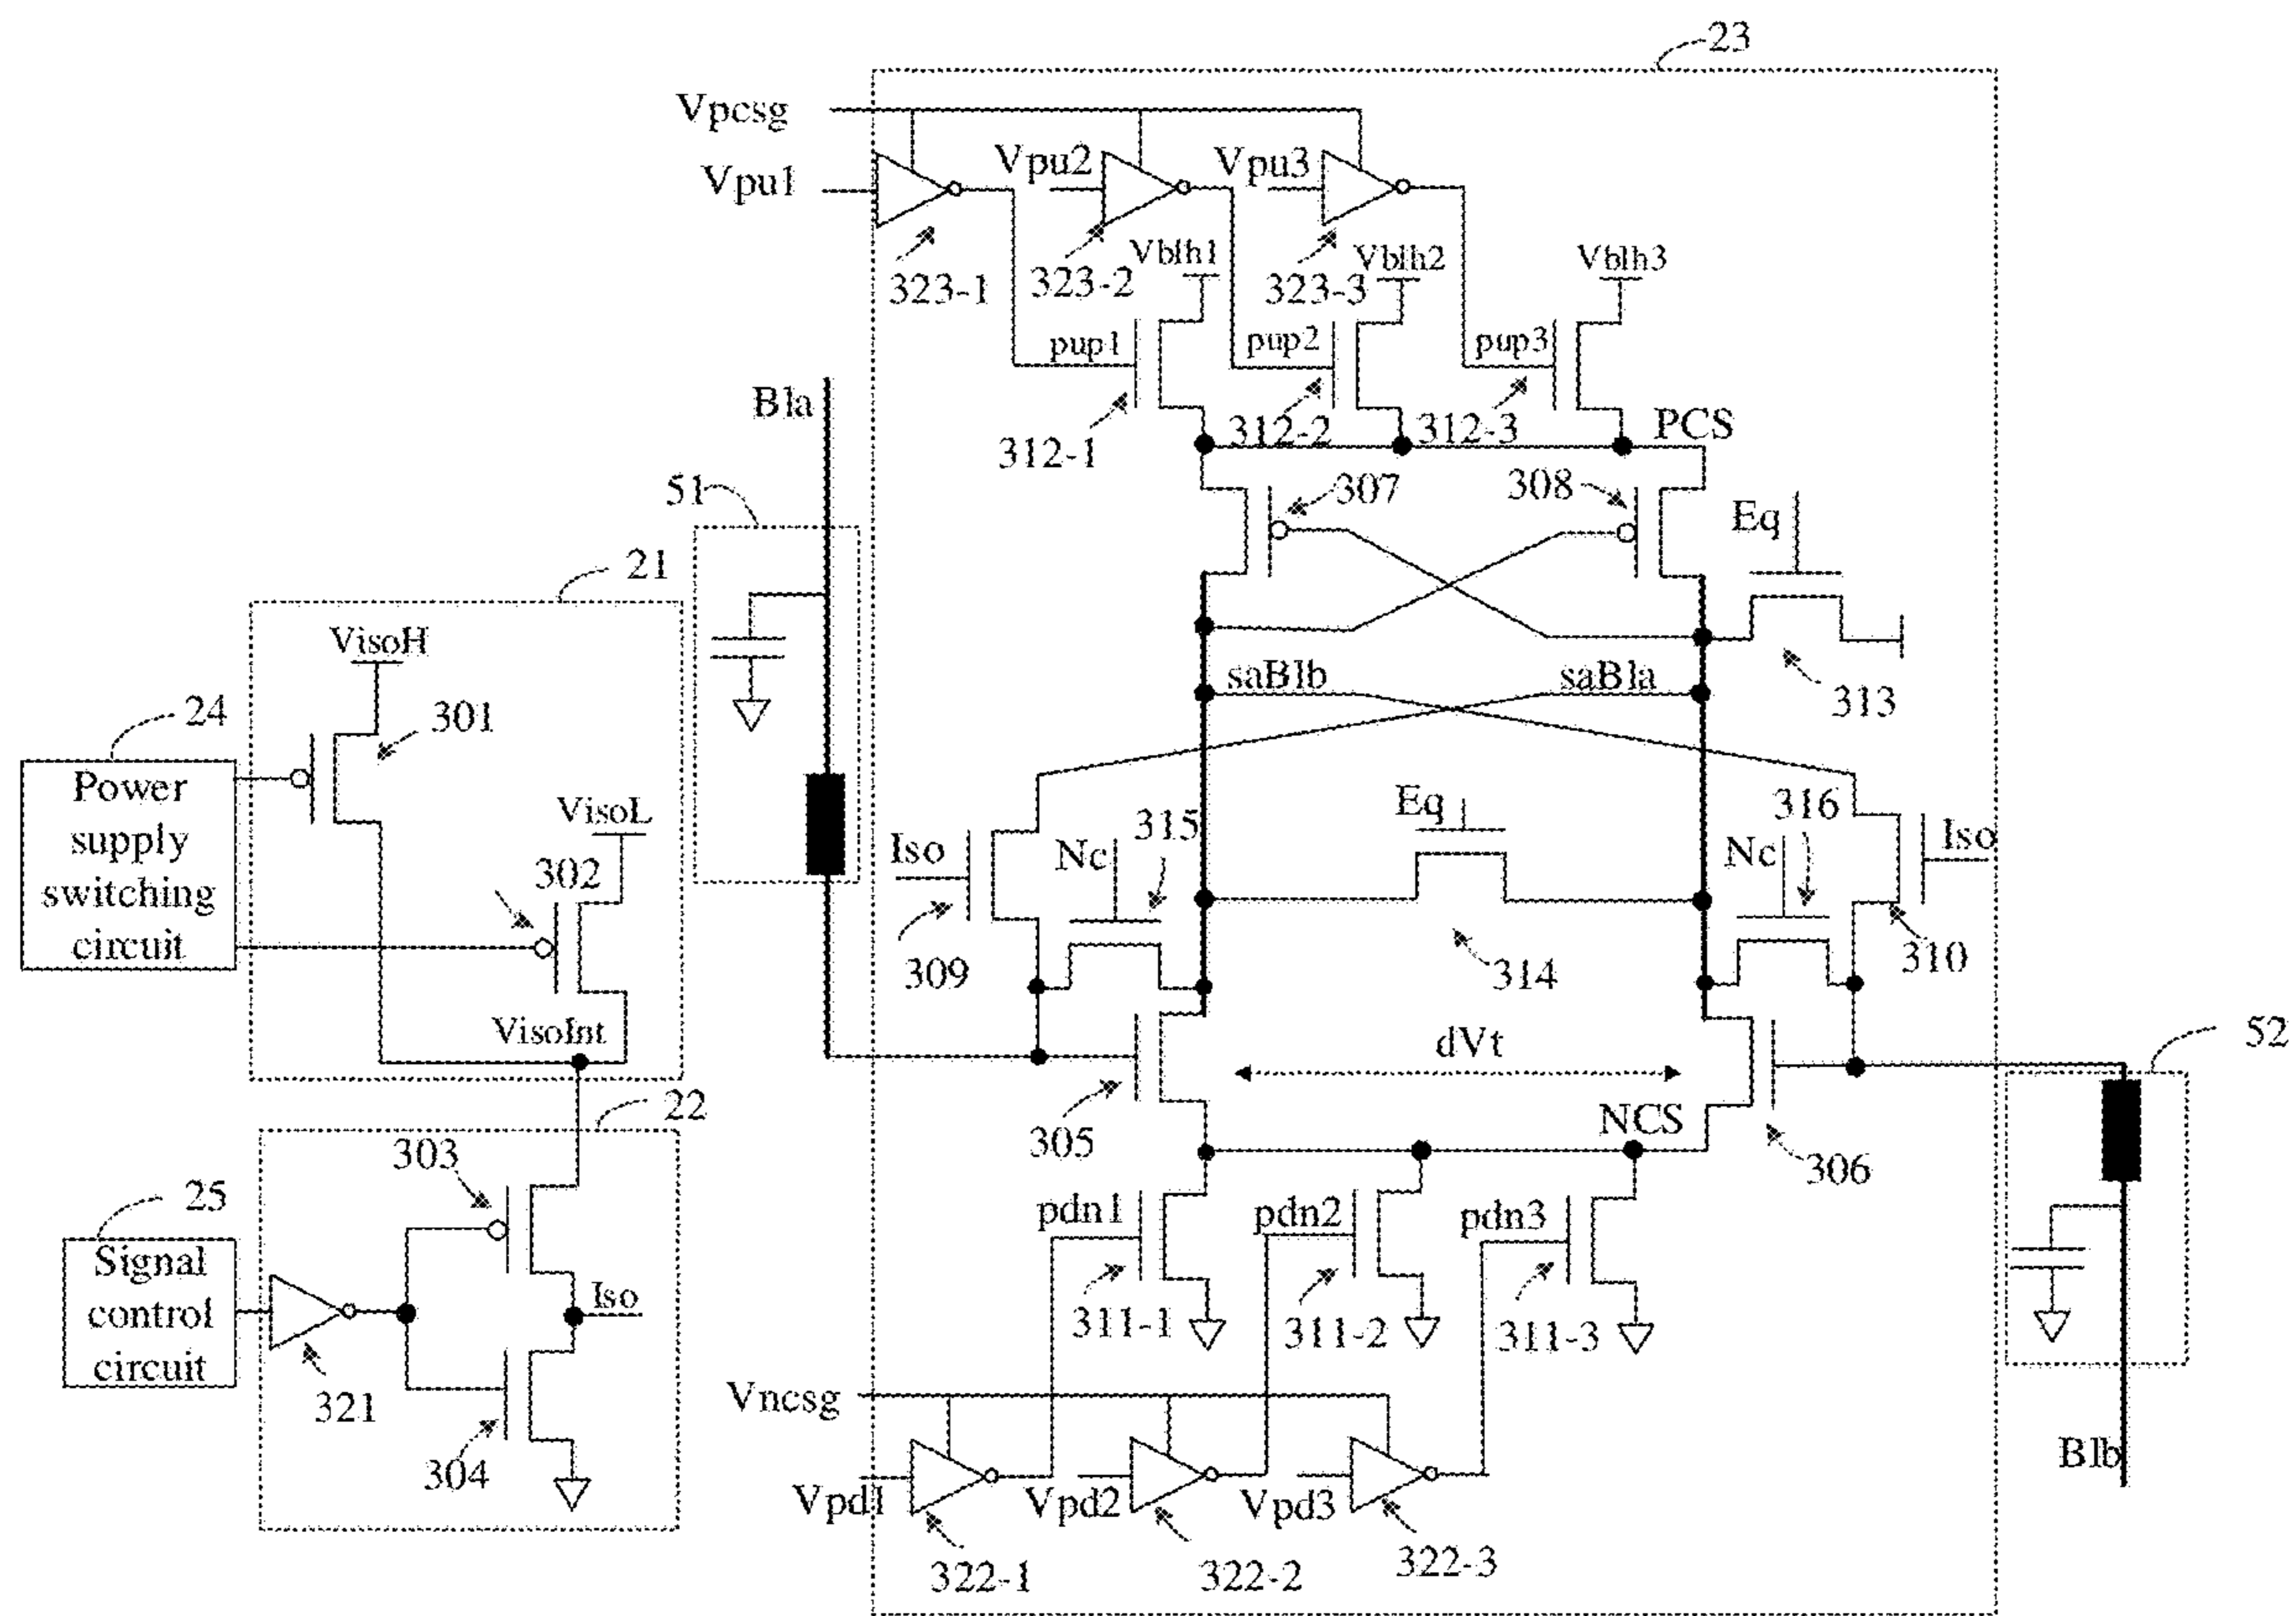 23
Vpcsg
Vpu1
Vpu2
Vpu3
323-1
323-2
323-3
Vblh1
Vblh2
Vblh3
pup1
pup2
pup3
312-1
312-2
312-3
PCS
Bla
51
307
308
Eq
313
saBlb
saBla
21
VisoH
301
24
Power
supply
switching
circuit
VisoL
302
VisoInt
Iso
309
Nc
315
Eq
314
Nc
316
Iso
310
dVt
305
NCS
306
52
22
303
25
Signal
control
circuit
321
304
Iso
pdn1
pdn2
pdn3
311-1
311-2
311-3
Vncsg
Vpd1
Vpd2
Vpd3
322-1
322-2
322-3
Blb